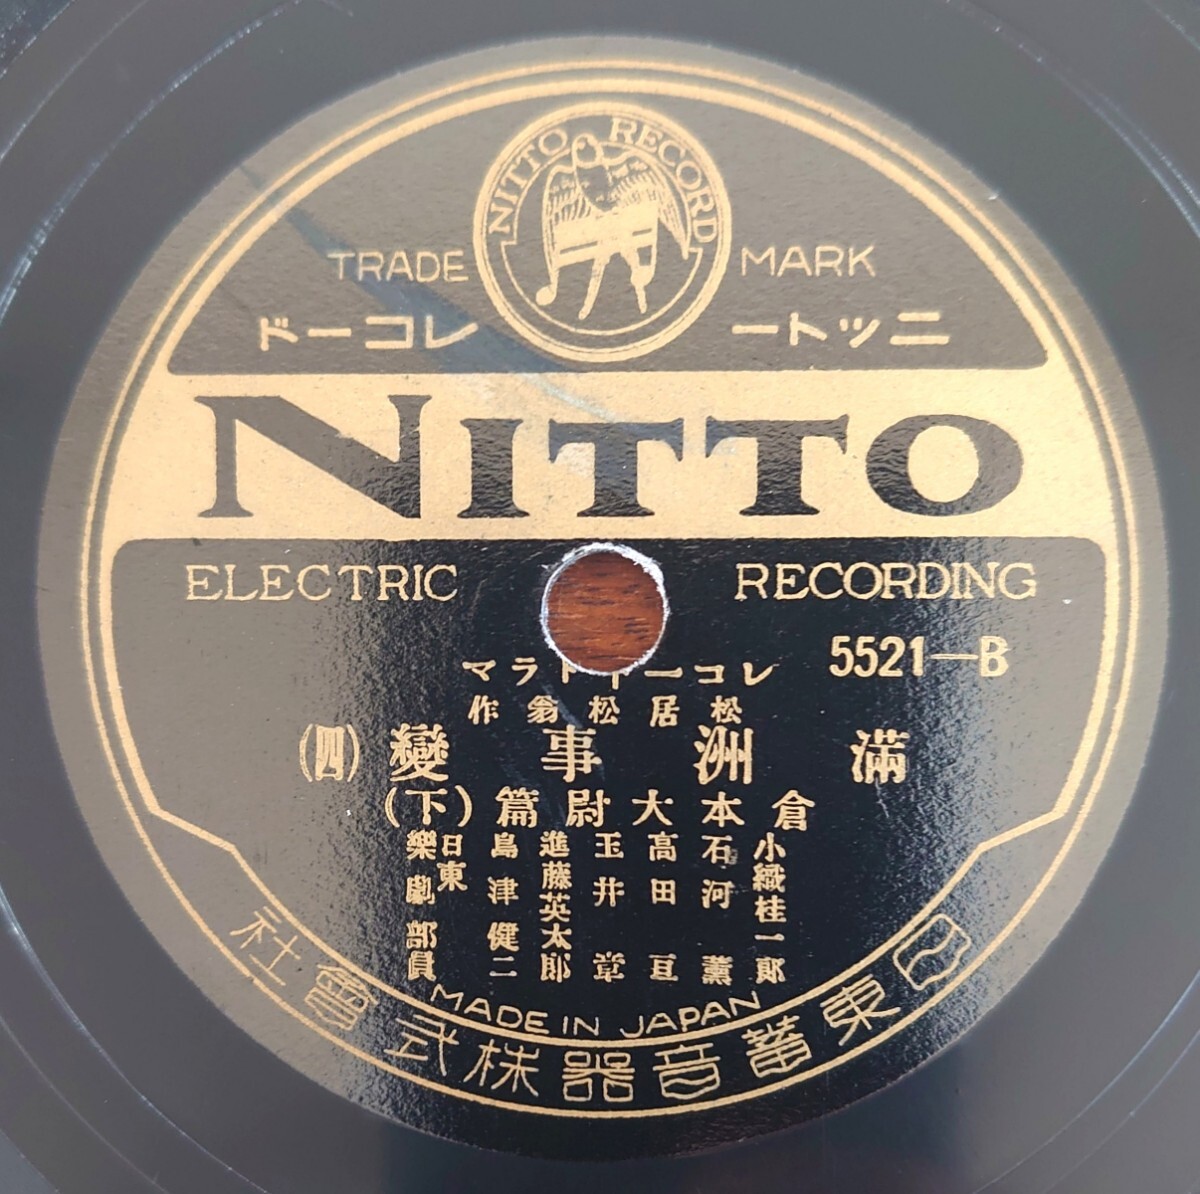 NITTO RECORD
TRADE MARK
ニットー レコード
NITTO
ELECTRIC RECORDING
5521—B
レコードドラマ
松居松翁作
滿洲事變(四)
倉本大尉篇(下)
小織桂一郎
石河薫
高田亘
玉井章
進藤英太郎
島津健二
日東樂劇部員
MADE IN JAPAN
日東蓄音器株式會社